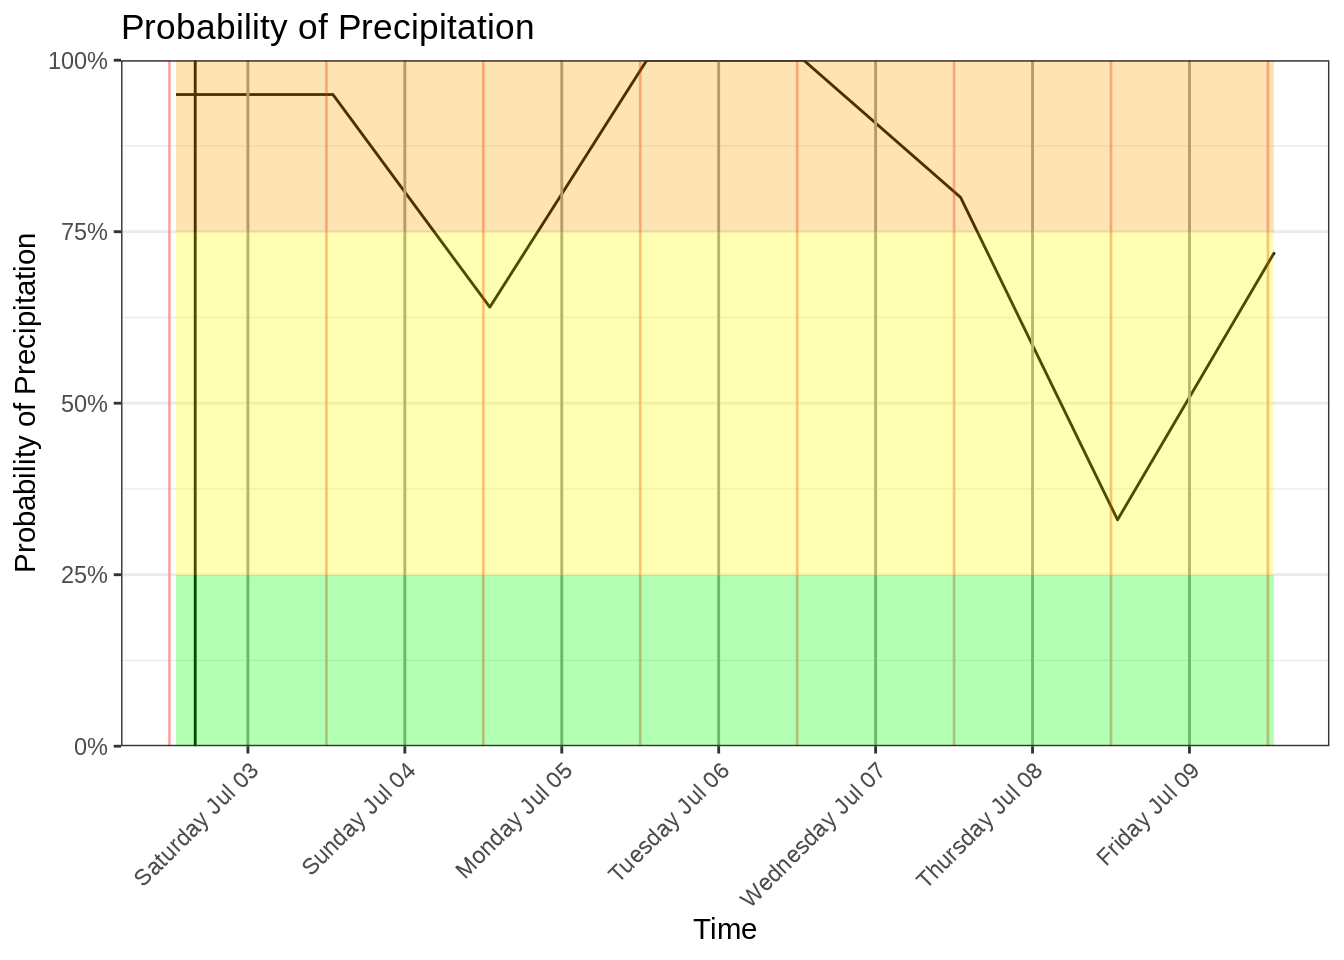 Probability of Precipitation
Probability of Precipitation
100%
75%
50%
25%
0%
Saturday Jul 03
Sunday Jul 04
Monday Jul 05
Tuesday Jul 06
Wednesday Jul 07
Thursday Jul 08
Friday Jul 09
Time